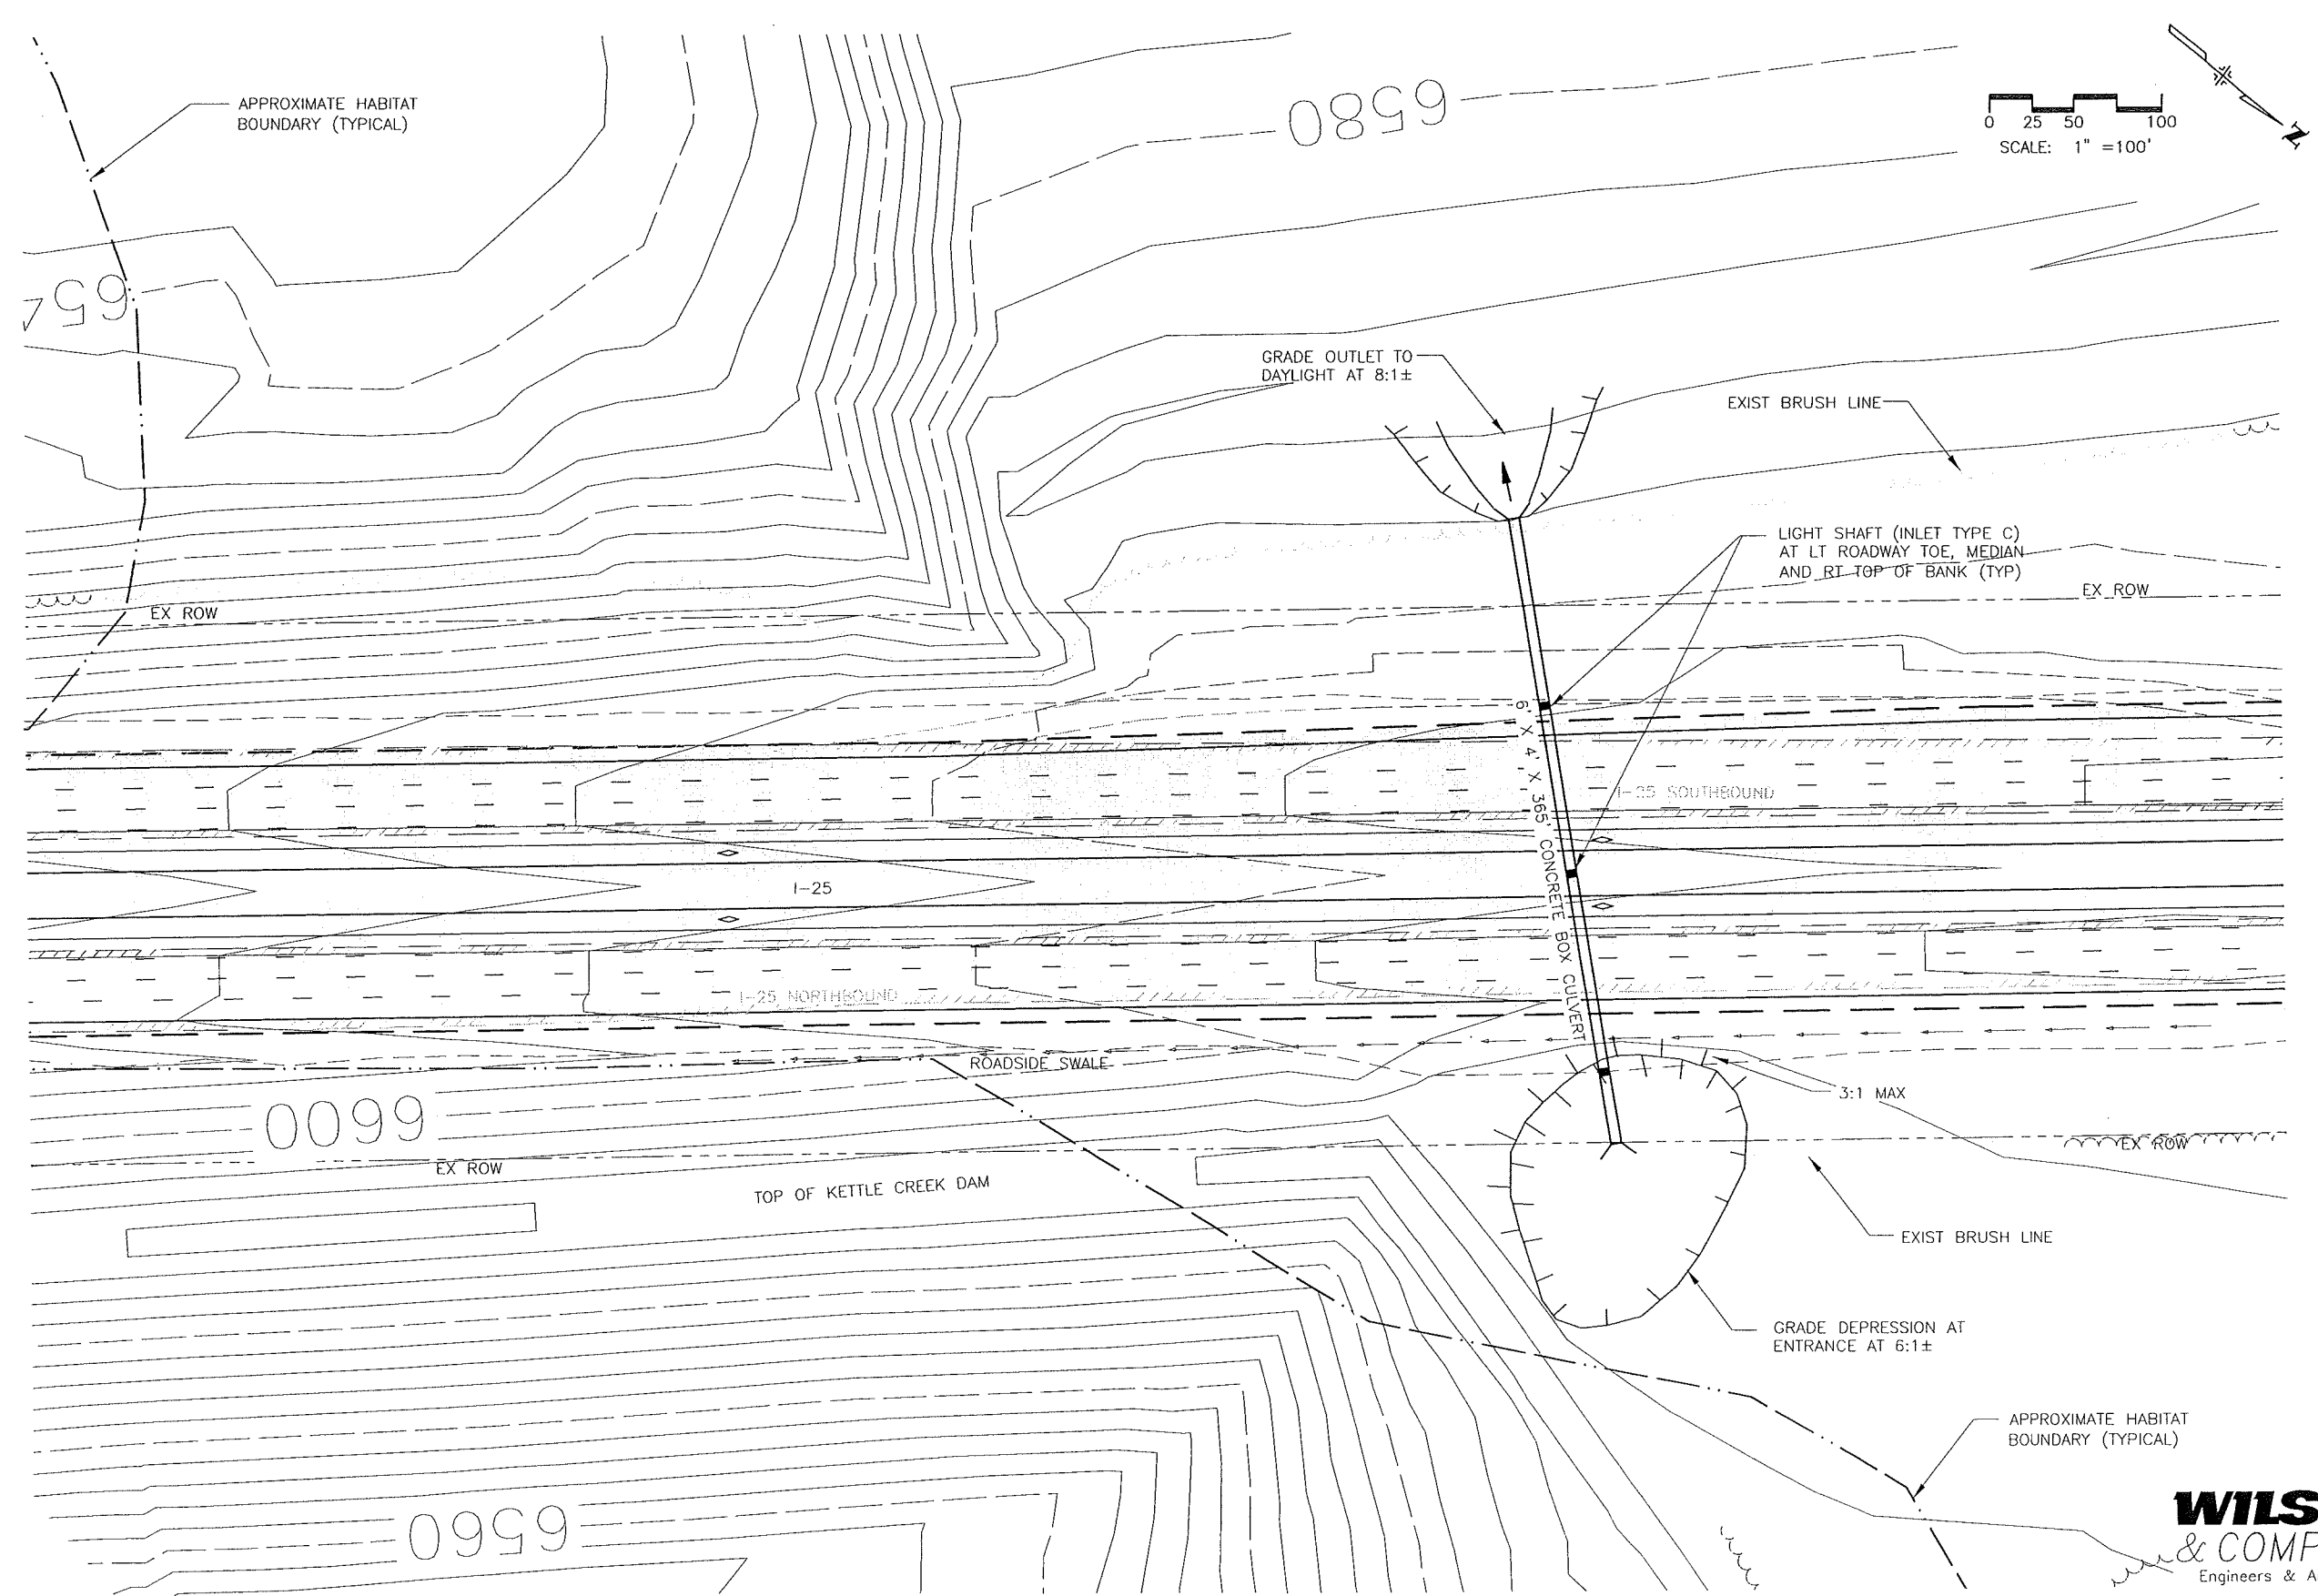 APPROXIMATE HABITAT
BOUNDARY (TYPICAL)
6580
0 25 50 100
SCALE: 1" =100'
N
GRADE OUTLET TO
DAYLIGHT AT 8:1±
EXIST BRUSH LINE
LIGHT SHAFT (INLET TYPE C)
AT LT ROADWAY TOE, MEDIAN
AND RT TOP OF BANK (TYP)
EX ROW
EX ROW
6' X 4' X 365' CONCRETE BOX CULVERT
I-25 SOUTHBOUND
I-25
I-25 NORTHBOUND
ROADSIDE SWALE
3:1 MAX
6600
EX ROW
EX ROW
TOP OF KETTLE CREEK DAM
EXIST BRUSH LINE
GRADE DEPRESSION AT
ENTRANCE AT 6:1±
APPROXIMATE HABITAT
BOUNDARY (TYPICAL)
6560
WILS
& COMP
Engineers & A